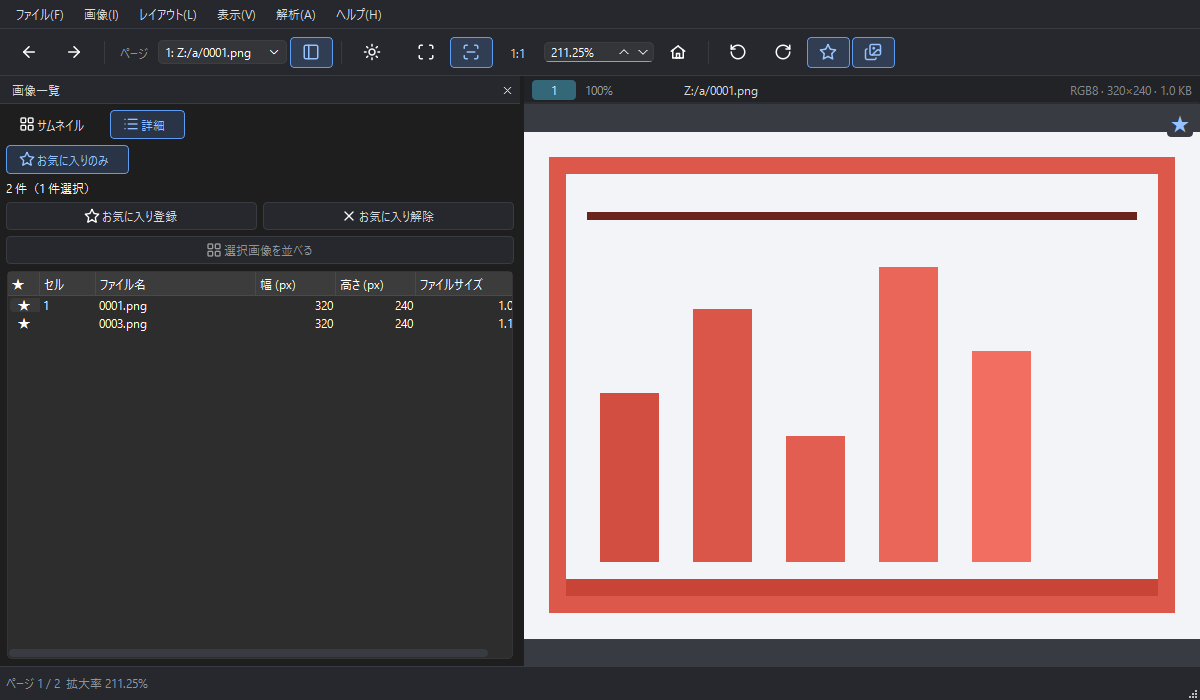 ファイル(F) 画像(I) レイアウト(L) 表示(V) 解析(A) ヘルプ(H)
ページ 1: Z:/a/0001.png 1:1 211.25%
画像一覧
1 100% Z:/a/0001.png RGB8 · 320×240 · 1.0 KB
サムネイル 詳細
お気に入りのみ
2 件（1 件選択）
お気に入り登録 お気に入り解除
選択画像を並べる
★ セル ファイル名 幅 (px) 高さ (px) ファイルサイズ
★ 1 0001.png 320 240 1.0
★ 0003.png 320 240 1.1
ページ 1 / 2 拡大率 211.25%